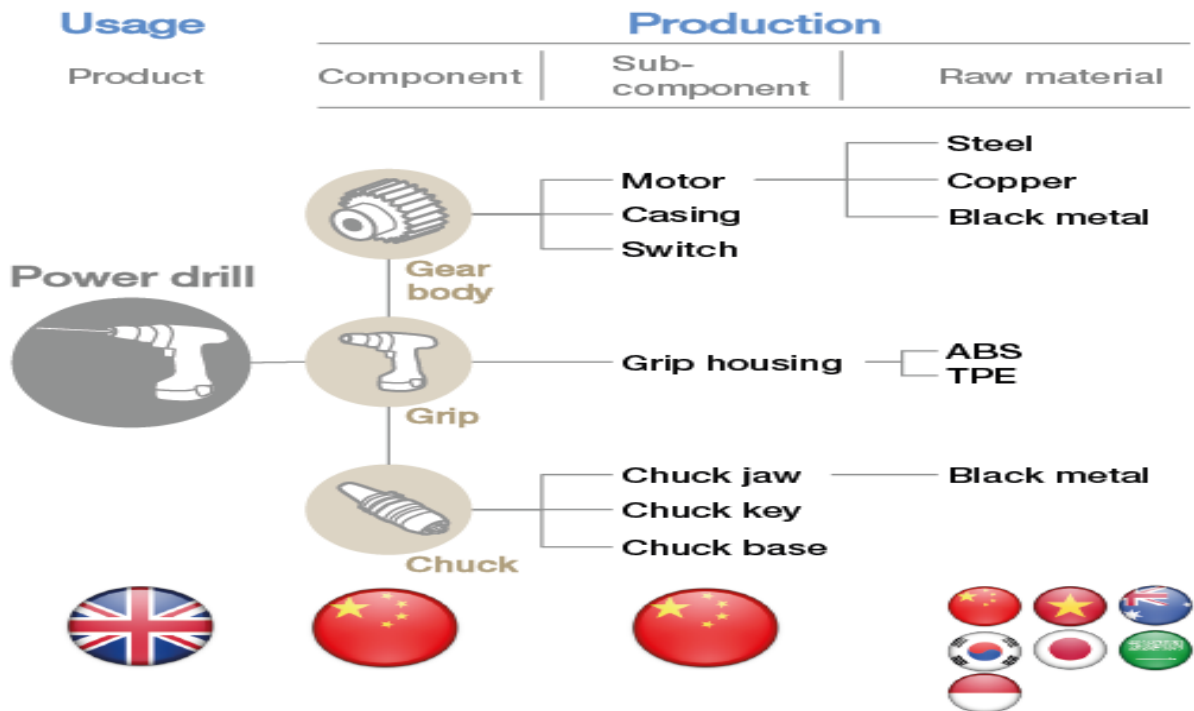 Usage
Production
Product
Component
Sub-
component
Raw material
Power drill
Gear
body
Motor
Casing
Switch
Steel
Copper
Black metal
Grip
Grip housing
ABS
TPE
Chuck
Chuck jaw
Chuck key
Chuck base
Black metal